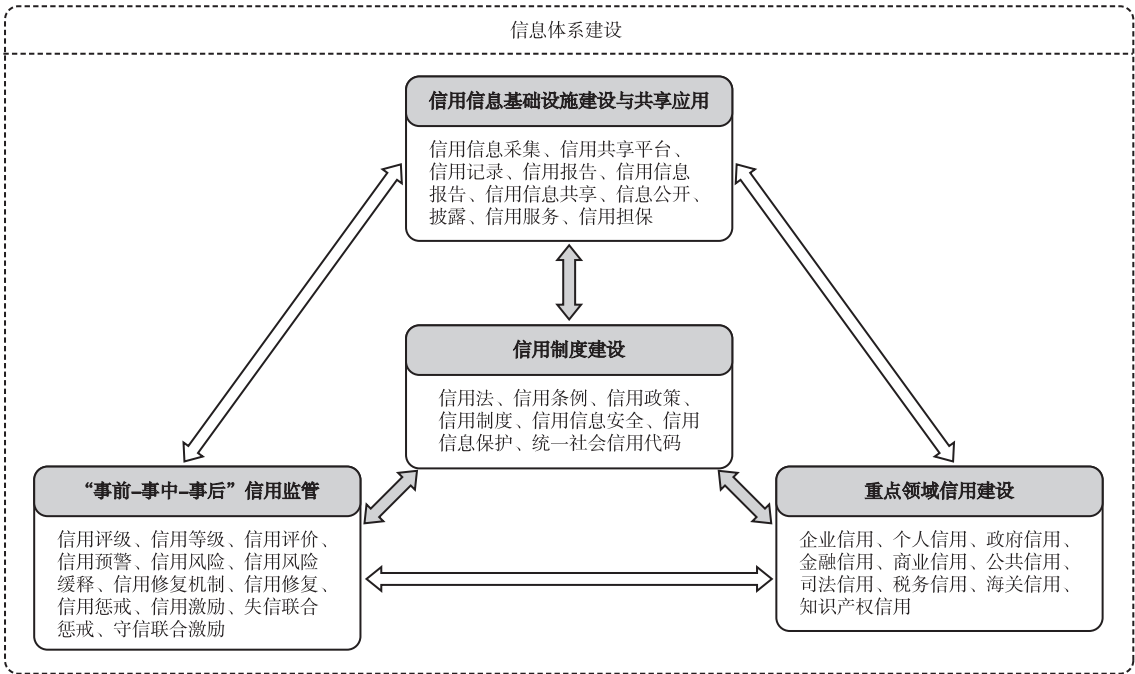 信息体系建设
信用信息基础设施建设与共享应用
信用信息采集、信用共享平台、
信用记录、信用报告、信用信息
报告、信用信息共享、信息公开、
披露、信用服务、信用担保
信用制度建设
信用法、信用条例、信用政策、
信用制度、信用信息安全、信用
信息保护、统一社会信用代码
“事前–事中–事后”信用监管
信用评级、信用等级、信用评价、
信用预警、信用风险、信用风险
缓释、信用修复机制、信用修复、
信用惩戒、信用激励、失信联合
惩戒、守信联合激励
重点领域信用建设
企业信用、个人信用、政府信用、
金融信用、商业信用、公共信用、
司法信用、税务信用、海关信用、
知识产权信用